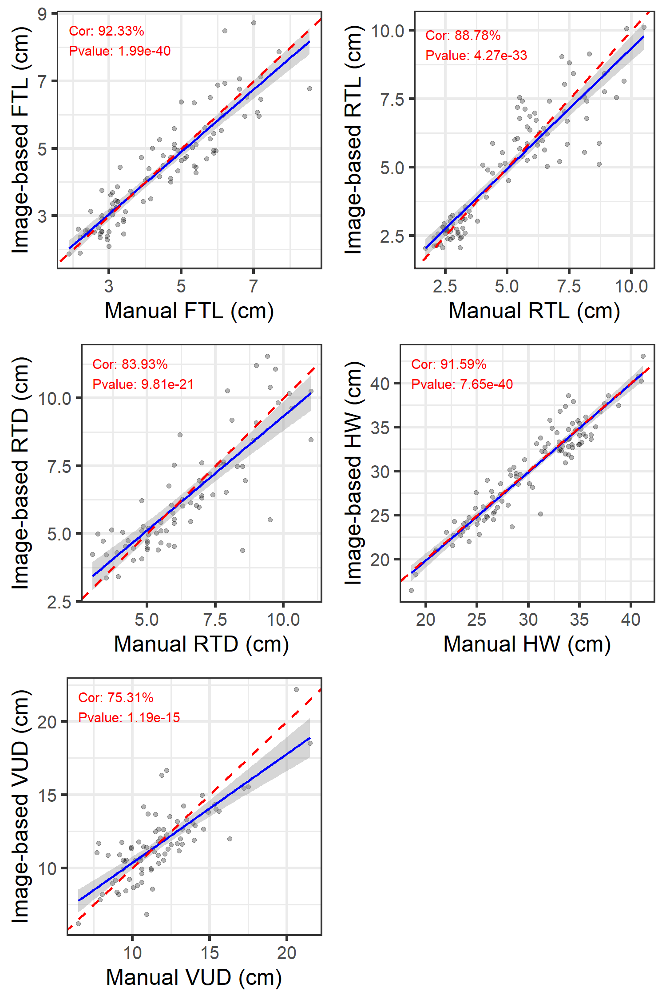 Image-based FTL (cm)
9
7
5
3
Cor: 92.33%
Pvalue: 1.99e-40
3 5 7
Manual FTL (cm)
Image-based RTL (cm)
10.0
7.5
5.0
2.5
Cor: 88.78%
Pvalue: 4.27e-33
2.5 5.0 7.5 10.0
Manual RTL (cm)
Image-based RTD (cm)
10.0
7.5
5.0
2.5
Cor: 83.93%
Pvalue: 9.81e-21
5.0 7.5 10.0
Manual RTD (cm)
Image-based HW (cm)
40
35
30
25
20
Cor: 91.59%
Pvalue: 7.65e-40
20 25 30 35 40
Manual HW (cm)
Image-based VUD (cm)
20
15
10
Cor: 75.31%
Pvalue: 1.19e-15
10 15 20
Manual VUD (cm)